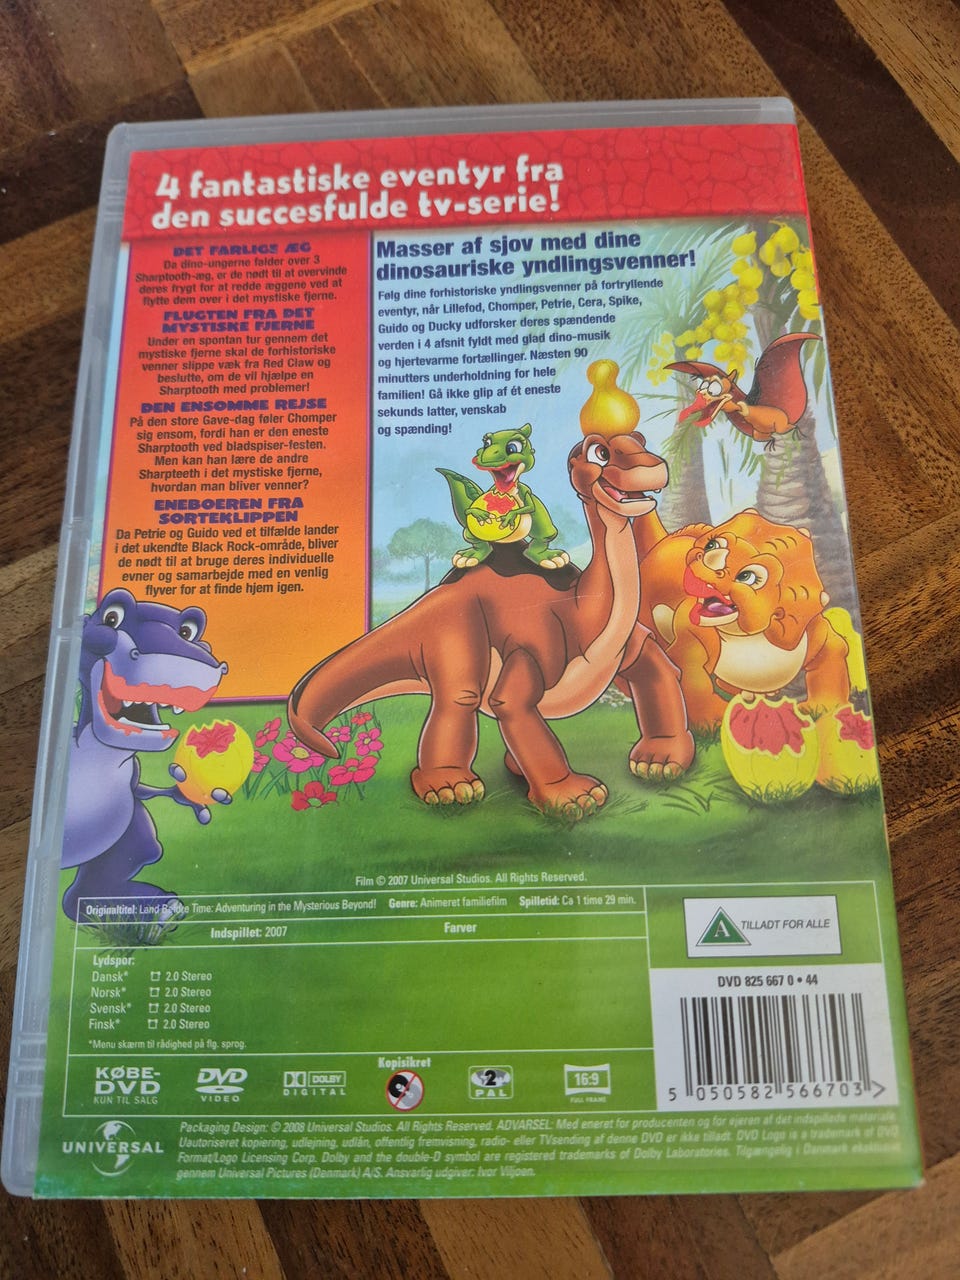 4 fantastiske eventyr fra
den succesfulde tv-serie!
DET FARLIGE ÆG
Da dino-ungerne falder over 3
Sharptooth-æg, er de nødt til at overvinde
deres frygt for at redde æggene ved at
flytte dem over i det mystiske fjerne.
FLUGTEN FRA DET
MYSTISKE FJERNE
Under en spontan tur gennem det
mystiske fjerne skal de forhistoriske
venner slippe væk fra Red Claw og
beslutte, om de vil hjælpe en
Sharptooth med problemer!
DEN ENSOMME REJSE
På den store Gave-dag føler Chomper
sig ensom, fordi han er den eneste
Sharptooth ved bladspiser-festen.
Men kan han lære de andre
Sharpteeth i det mystiske fjerne,
hvordan man bliver venner?
ENEBOEREN FRA
SORTEKLIPPEN
Da Petrie og Guido ved et tilfælde lander
i det ukendte Black Rock-område, bliver
de nødt til at bruge deres individuelle
evner og samarbejde med en venlig
flyver for at finde hjem igen.
Masser af sjov med dine
dinosauriske yndlingsvenner!
Følg dine forhistoriske yndlingsvenner på fortryllende
eventyr, når Lillefod, Chomper, Petrie, Cera, Spike,
Guido og Ducky udforsker deres spændende
verden i 4 afsnit fyldt med glad dino-musik
og hjertevarme fortællinger. Næsten 90
minutters underholdning for hele
familien! Gå ikke glip af ét eneste
sekunds latter, venskab
og spænding!
Film © 2007 Universal Studios. All Rights Reserved.
Originaltitel: Land Before Time: Adventuring in the Mysterious Beyond! Genre: Animeret familiefilm Spilletid: Ca 1 time 29 min.
Indspillet: 2007 Farver
Lydspor:
Dansk* 2.0 Stereo
Norsk* 2.0 Stereo
Svensk* 2.0 Stereo
Finsk* 2.0 Stereo
*Menu skærm til rådighed på flg. sprog.
A TILLADT FOR ALLE
DVD 825 667 0 • 44
5 050582 566703 >
KØBE-
DVD
KUN TIL SALG
DVD
VIDEO
DOLBY
DIGITAL
Kopisikret
2
PAL
16:9
FULL FRAME
UNIVERSAL
Packaging Design: © 2008 Universal Studios. All Rights Reserved. ADVARSEL: Med eneret for producenten og for ejeren af det indspillede materiale.
Uautoriseret kopiering, udlejning, udlån, offentlig fremvisning, radio- eller TVsending af denne DVD er ikke tilladt. DVD Logo is a trademark of DVD
Format/Logo Licensing Corp. Dolby and the double-D symbol are registered trademarks of Dolby Laboratories. Tilgængelig i Danmark
gennem Universal Pictures (Denmark) A/S. Ansvarlig udgiver: Ivor Viljoen.